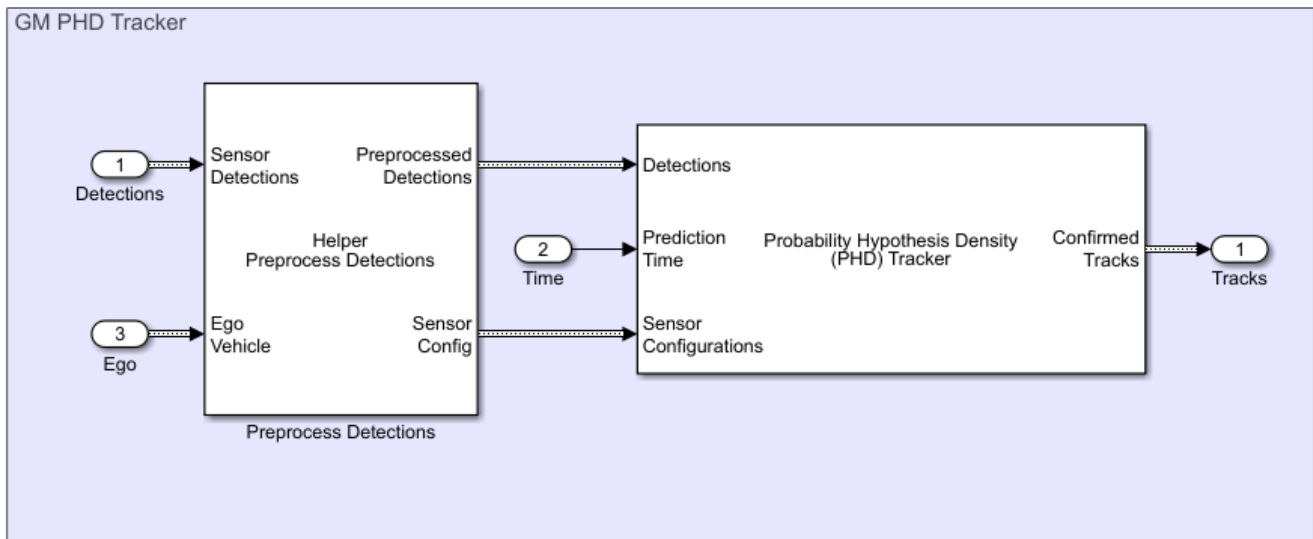 GM PHD Tracker
1
Detections
3
Ego
Sensor
Detections
Preprocessed
Detections
Helper
Preprocess Detections
Ego
Vehicle
Sensor
Config
Preprocess Detections
2
Time
Detections
Prediction
Time
Probability Hypothesis Density
(PHD) Tracker
Confirmed
Tracks
Sensor
Configurations
1
Tracks